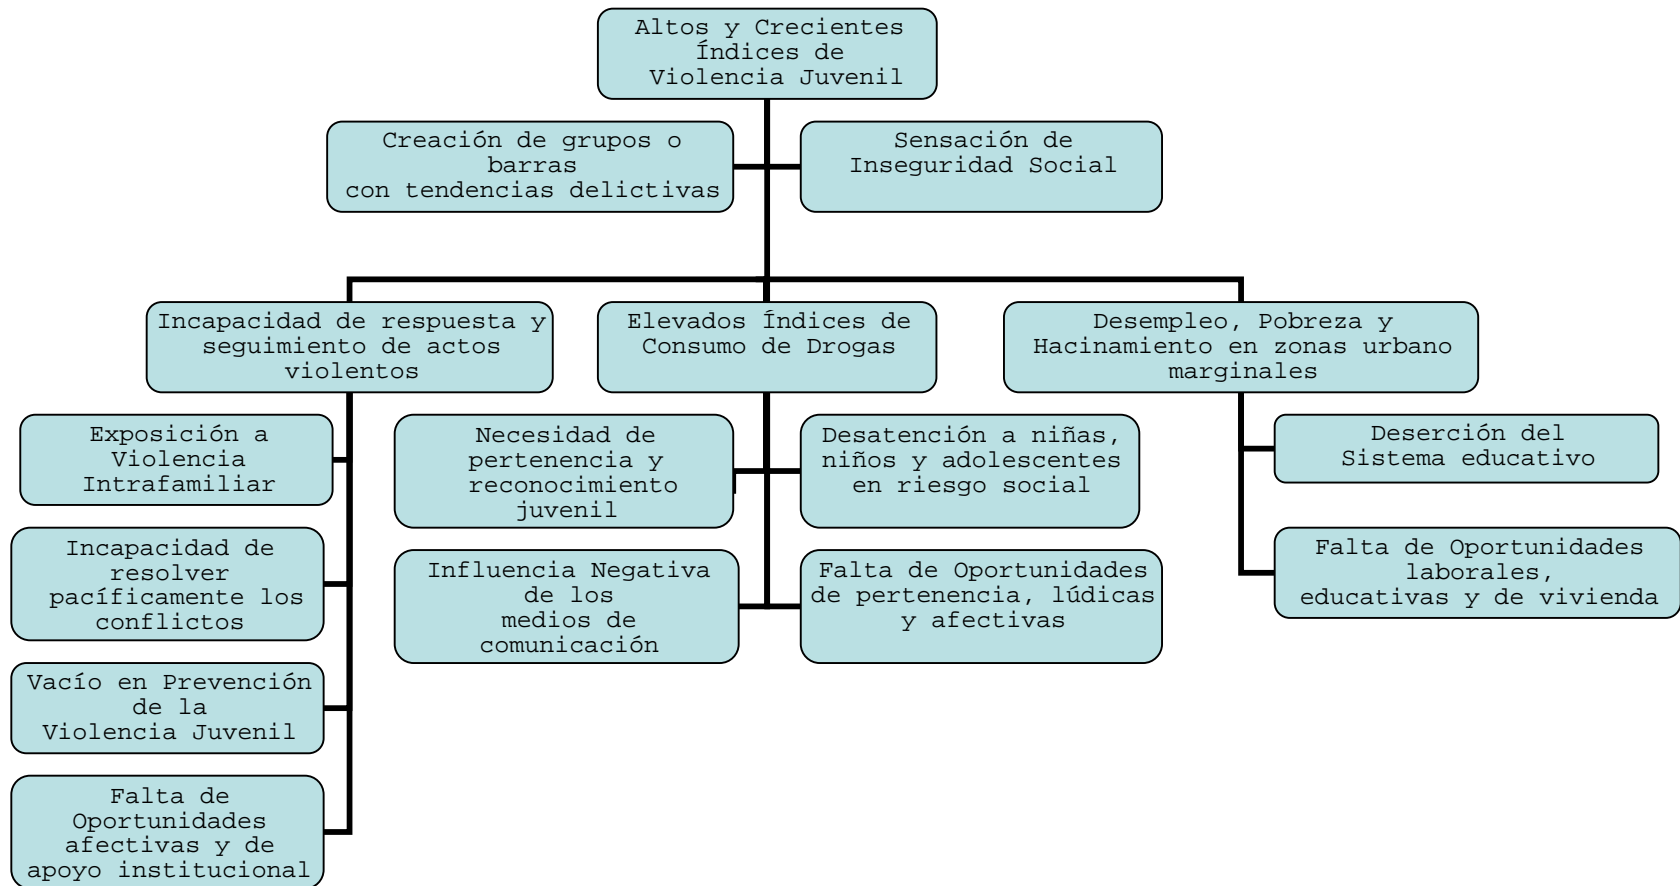 Altos y Crecientes
Índices de
Violencia Juvenil
Creación de grupos o
barras
con tendencias delictivas
Sensación de
Inseguridad Social
Incapacidad de respuesta y
seguimiento de actos
violentos
Elevados Índices de
Consumo de Drogas
Desempleo, Pobreza y
Hacinamiento en zonas urbano
marginales
Exposición a
Violencia
Intrafamiliar
Necesidad de
pertenencia y
reconocimiento
juvenil
Desatención a niñas,
niños y adolescentes
en riesgo social
Deserción del
Sistema educativo
Incapacidad de
resolver
pacíficamente los
conflictos
Influencia Negativa
de los
medios de
comunicación
Falta de Oportunidades
de pertenencia, lúdicas
y afectivas
Falta de Oportunidades
laborales,
educativas y de vivienda
Vacío en Prevención
de la
Violencia Juvenil
Falta de
Oportunidades
afectivas y de
apoyo institucional